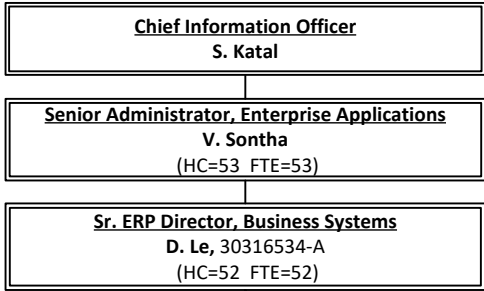 Chief Information Officer
S. Katal
Senior Administrator, Enterprise Applications
V. Sontha
(HC=53 FTE=53)
Sr. ERP Director, Business Systems
D. Le, 30316534-A
(HC=52 FTE=52)